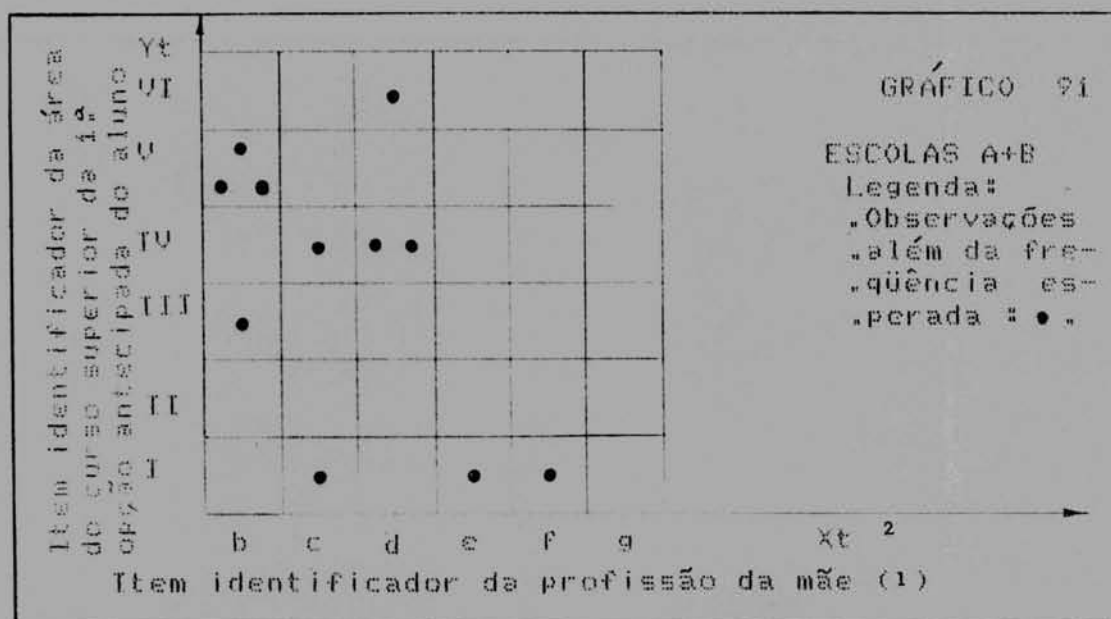 Item identificador da área
do curso superior da 1.ª
opção antecipada do aluno
Yt
VI
V
IV
III
II
I
GRÁFICO 91
ESCOLAS A+B
Legenda:
.Observações
.além da fre-
.qüência es-
.perada : ● .
b c d e f g Xt 2
Item identificador da profissão da mãe (1)